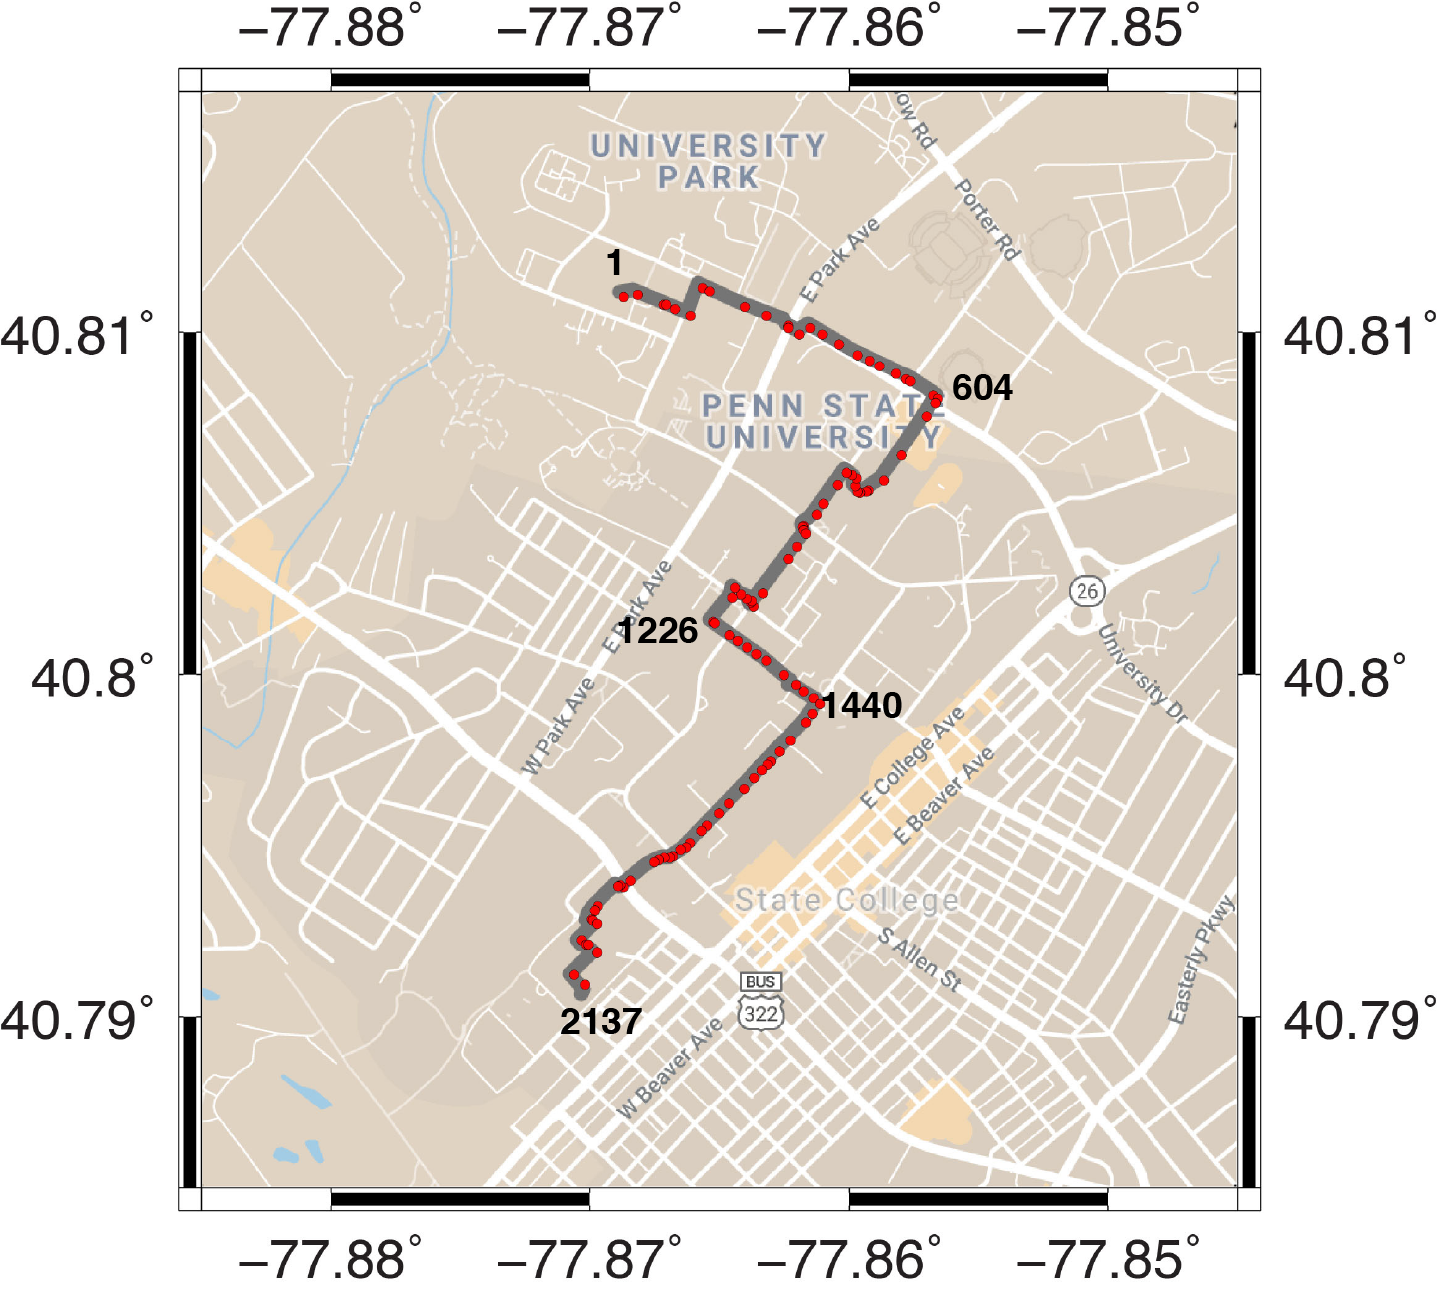 −77.88° −77.87° −77.86° −77.85°
ow Rd
UNIVERSITY
PARK
Porter Rd
E Park Ave
1
40.81° 40.81°
604
PENN STATE
UNIVERSITY
E Park Ave
26
1226
University Dr
40.8° 40.8°
W Park Ave
1440
E College Ave
E Beaver Ave
State College
S Allen St
Easterly Pkwy
BUS
322
2137
40.79° 40.79°
W Beaver Ave
−77.88° −77.87° −77.86° −77.85°